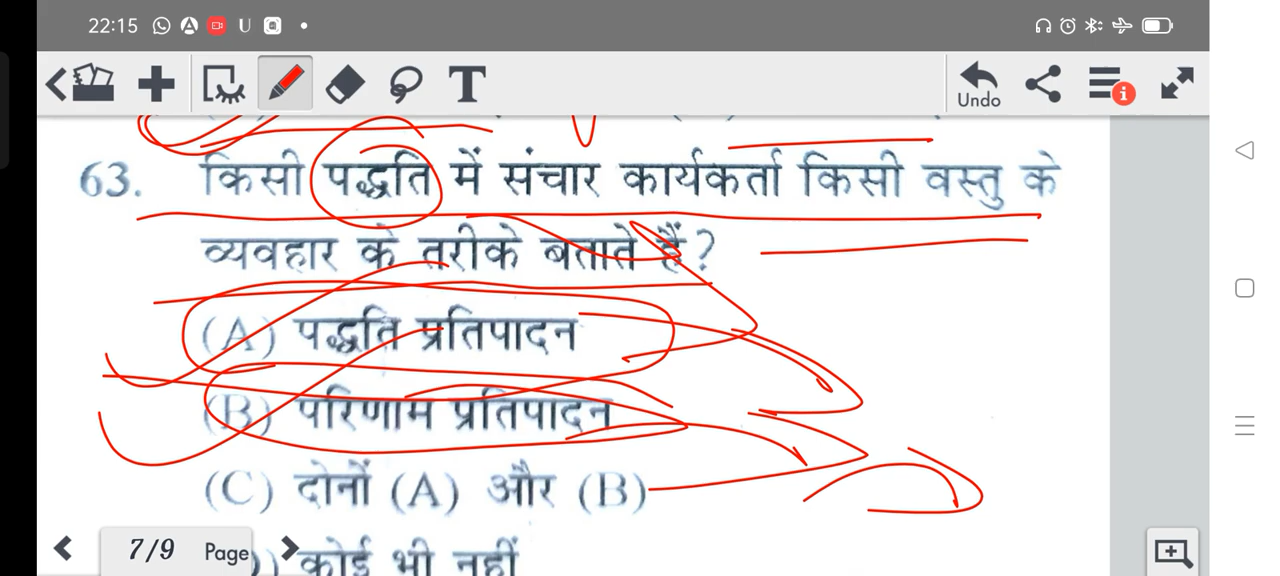 22:15
Undo
63. किसी पद्धति में संचार कार्यकर्ता किसी वस्तु के
व्यवहार के तरीके बताते हैं?
(A) पद्धति प्रतिपादन
(B) परिणाम प्रतिपादन
(C) दोनों (A) और (B)
कोई भी नहीं
7/9 Page